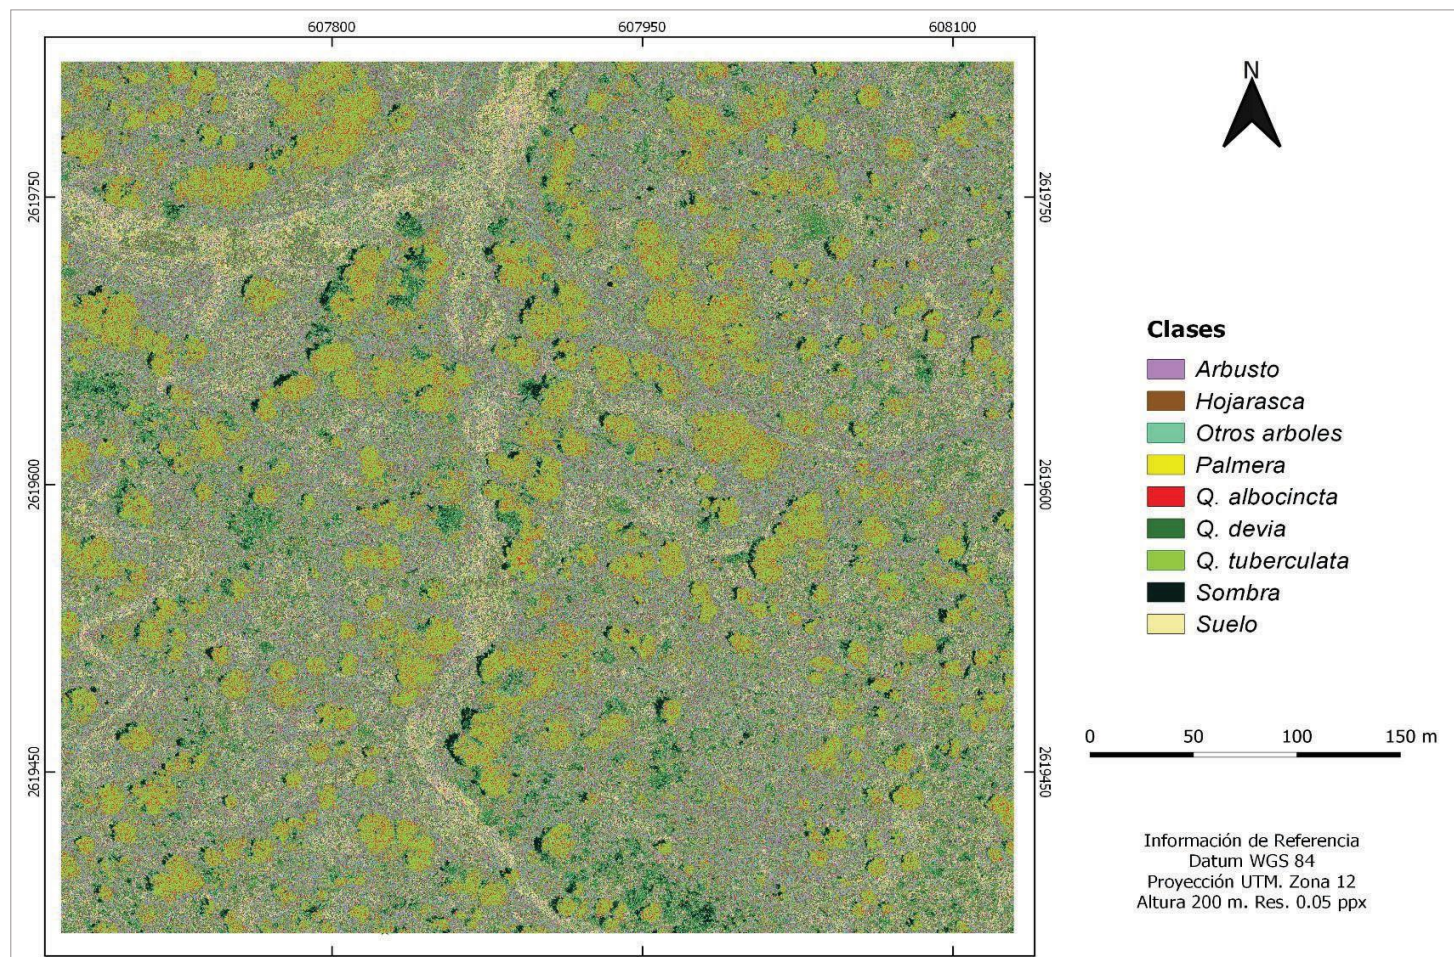 607800 607950 608100
2619750 2619750
2619600 2619600
2619450 2619450
N
Clases
Arbusto
Hojarasca
Otros arboles
Palmera
Q. albocincta
Q. devia
Q. tuberculata
Sombra
Suelo
0 50 100 150 m
Información de Referencia
Datum WGS 84
Proyección UTM. Zona 12
Altura 200 m. Res. 0.05 ppx